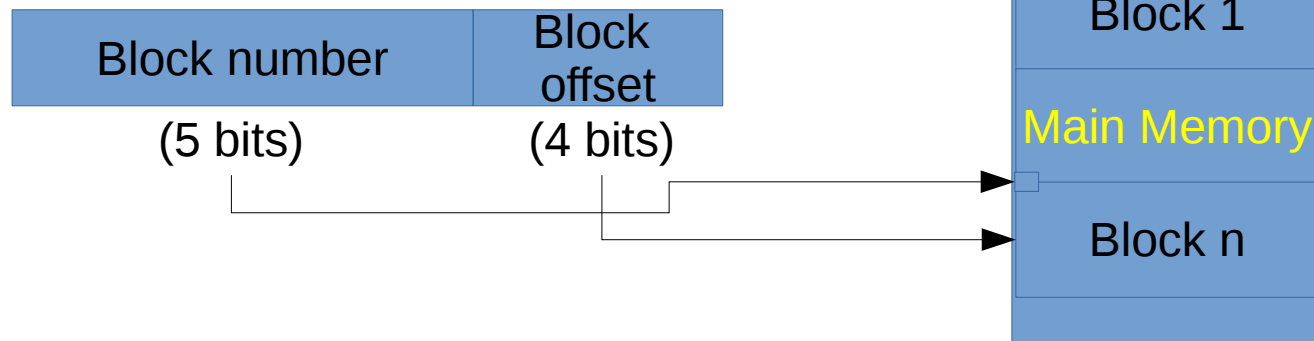 Block 1
Block number
Block
offset
(5 bits)
(4 bits)
Main Memory
Block n